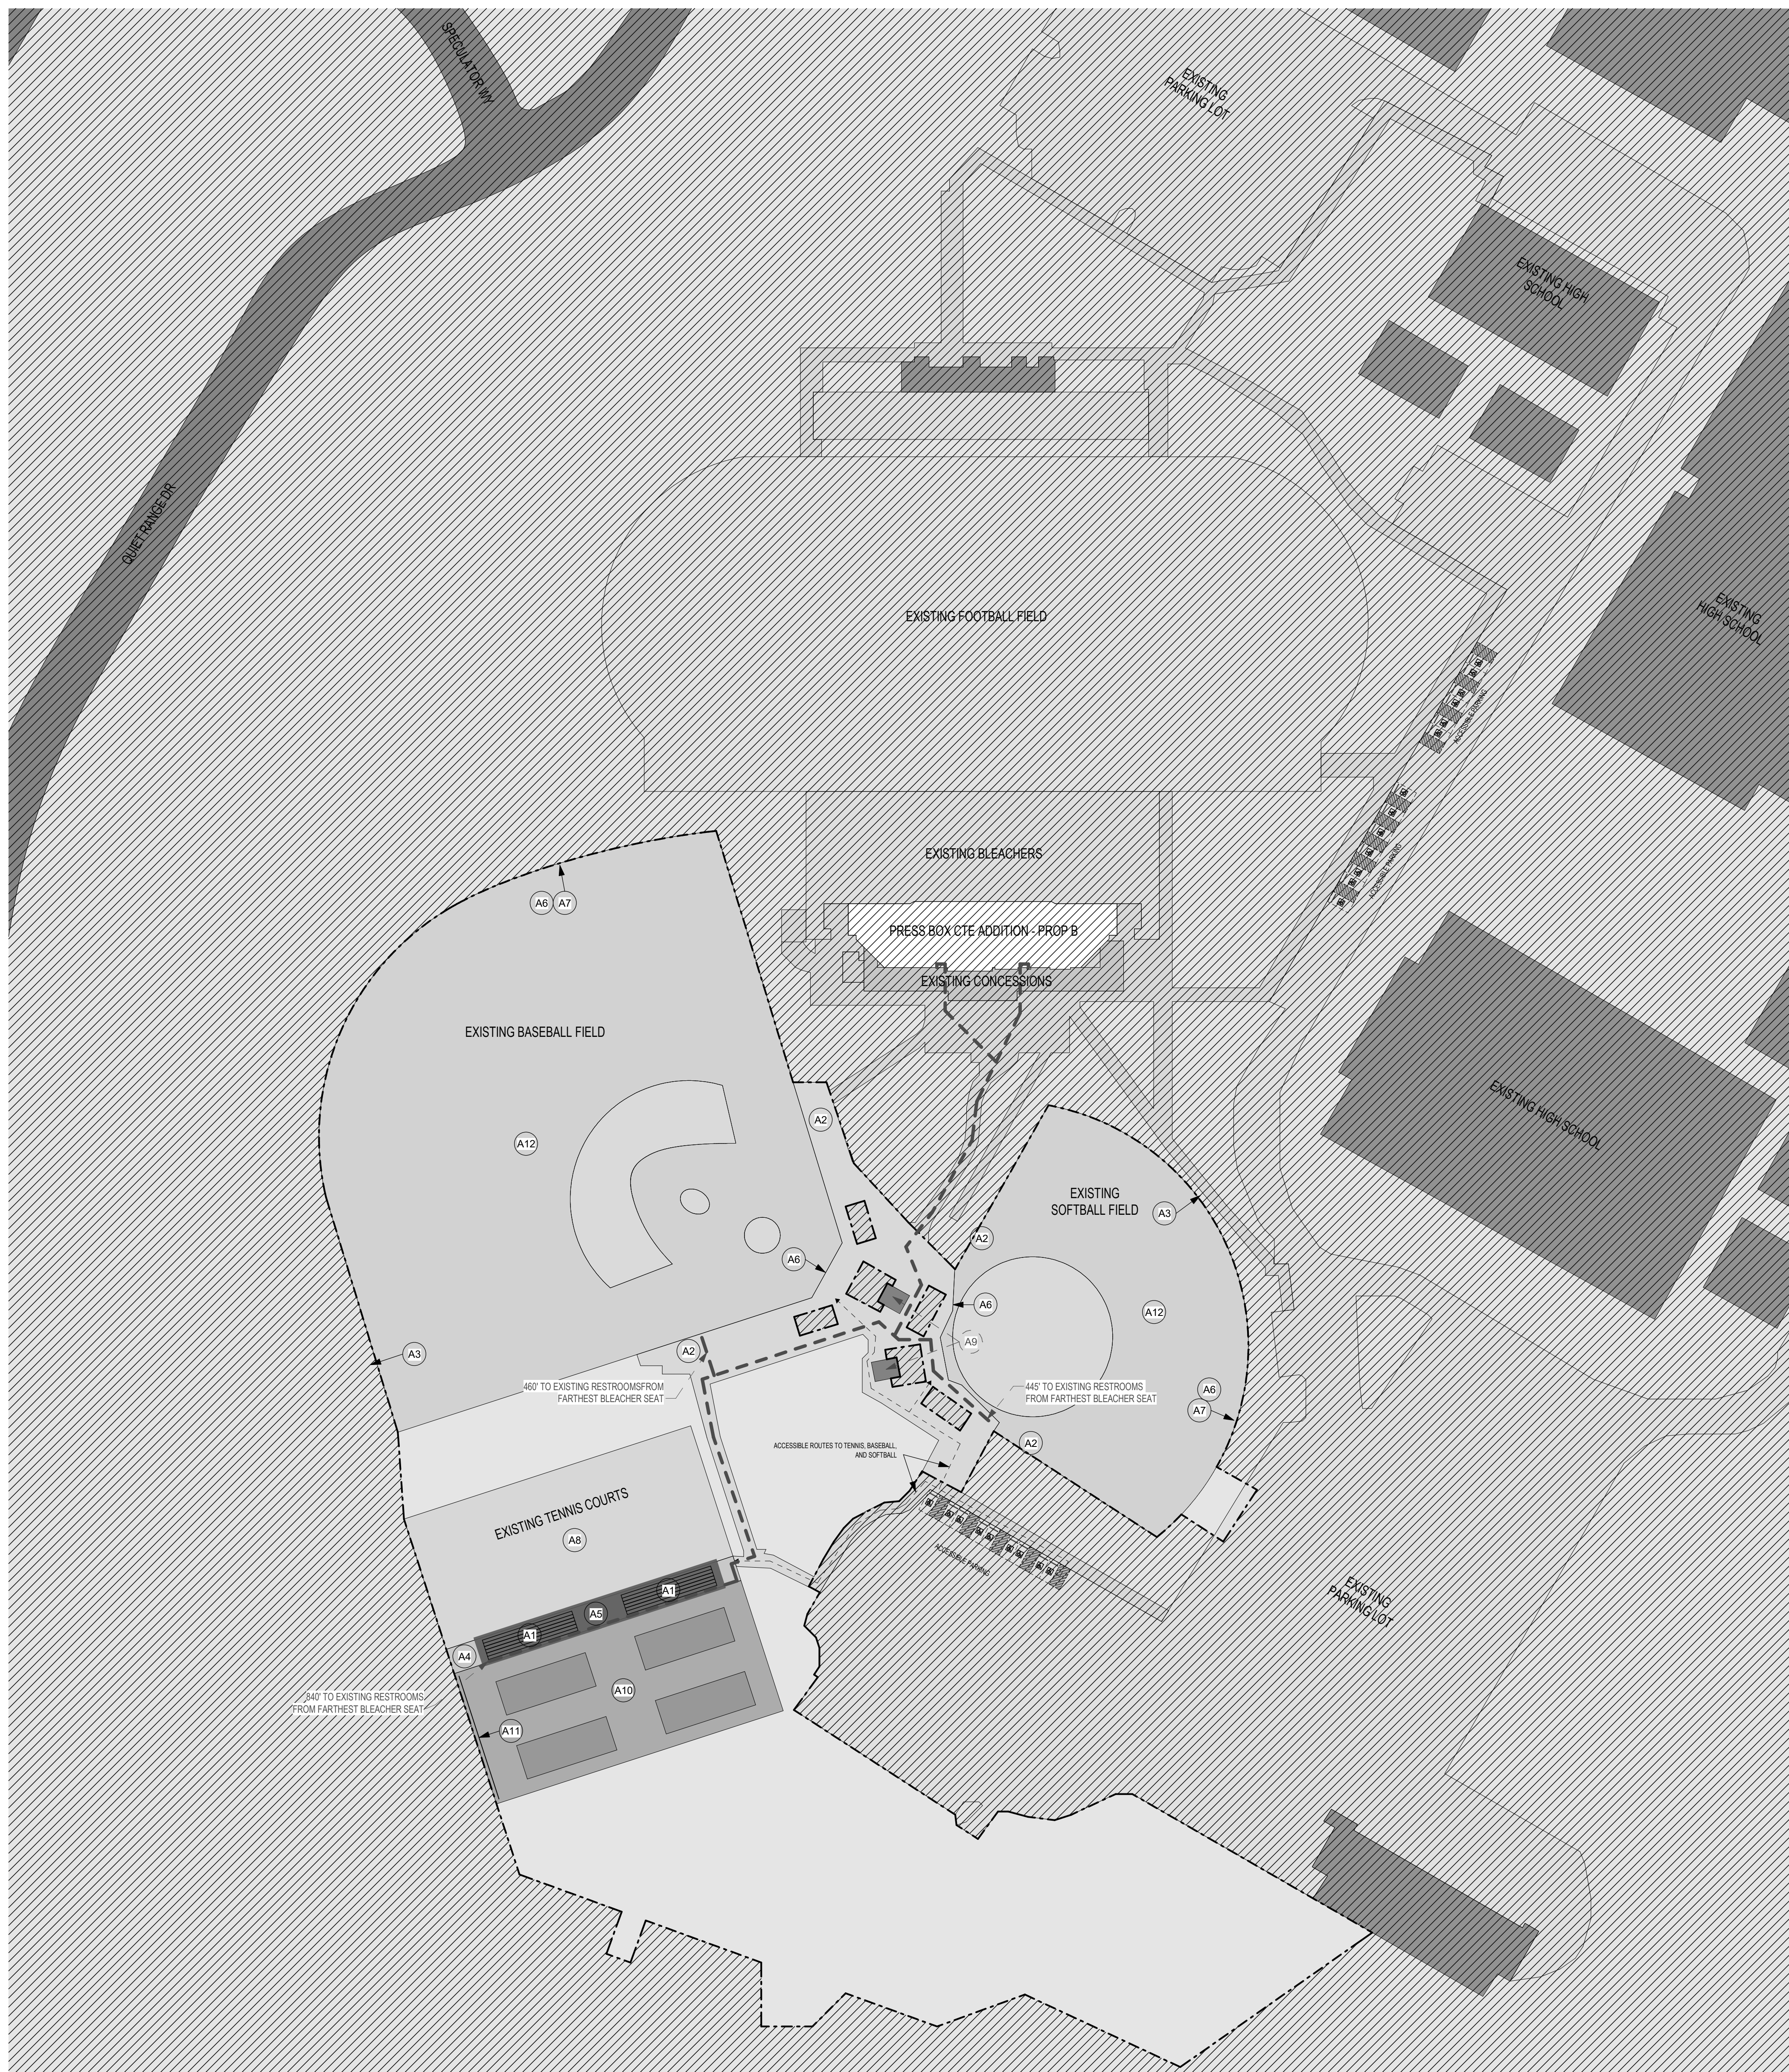 SPECULATOR WY
EXISTING
PARKING LOT
EXISTING HIGH
SCHOOL
QUIET RANGE DR
EXISTING FOOTBALL FIELD
EXISTING
HIGH SCHOOL
ACCESSIBLE PARKING
ACCESSIBLE PARKING
EXISTING BLEACHERS
A6
A7
PRESS BOX CTE ADDITION - PROP B
EXISTING CONCESSIONS
EXISTING BASEBALL FIELD
A2
A12
EXISTING HIGH SCHOOL
EXISTING
SOFTBALL FIELD
A3
A2
A6
A6
A12
A9
A3
A2
460' TO EXISTING RESTROOMSFROM
FARTHEST BLEACHER SEAT
445' TO EXISTING RESTROOMS
FROM FARTHEST BLEACHER SEAT
A6
A7
A2
ACCESSIBLE ROUTES TO TENNIS, BASEBALL,
AND SOFTBALL
EXISTING TENNIS COURTS
A8
ACCESSIBLE PARKING
EXISTING
PARKING LOT
A1
A5
A1
A4
A10
840' TO EXISTING RESTROOMS
FROM FARTHEST BLEACHER SEAT
A11